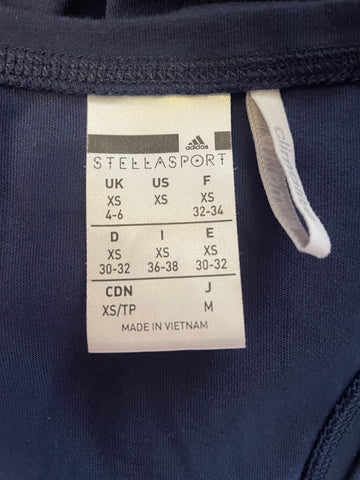 adidas
STELLASPORT
UK US F
XS XS XS
4-6 32-34
D I E
XS XS XS
30-32 36-38 30-32
CDN J
XS/TP M
MADE IN VIETNAM